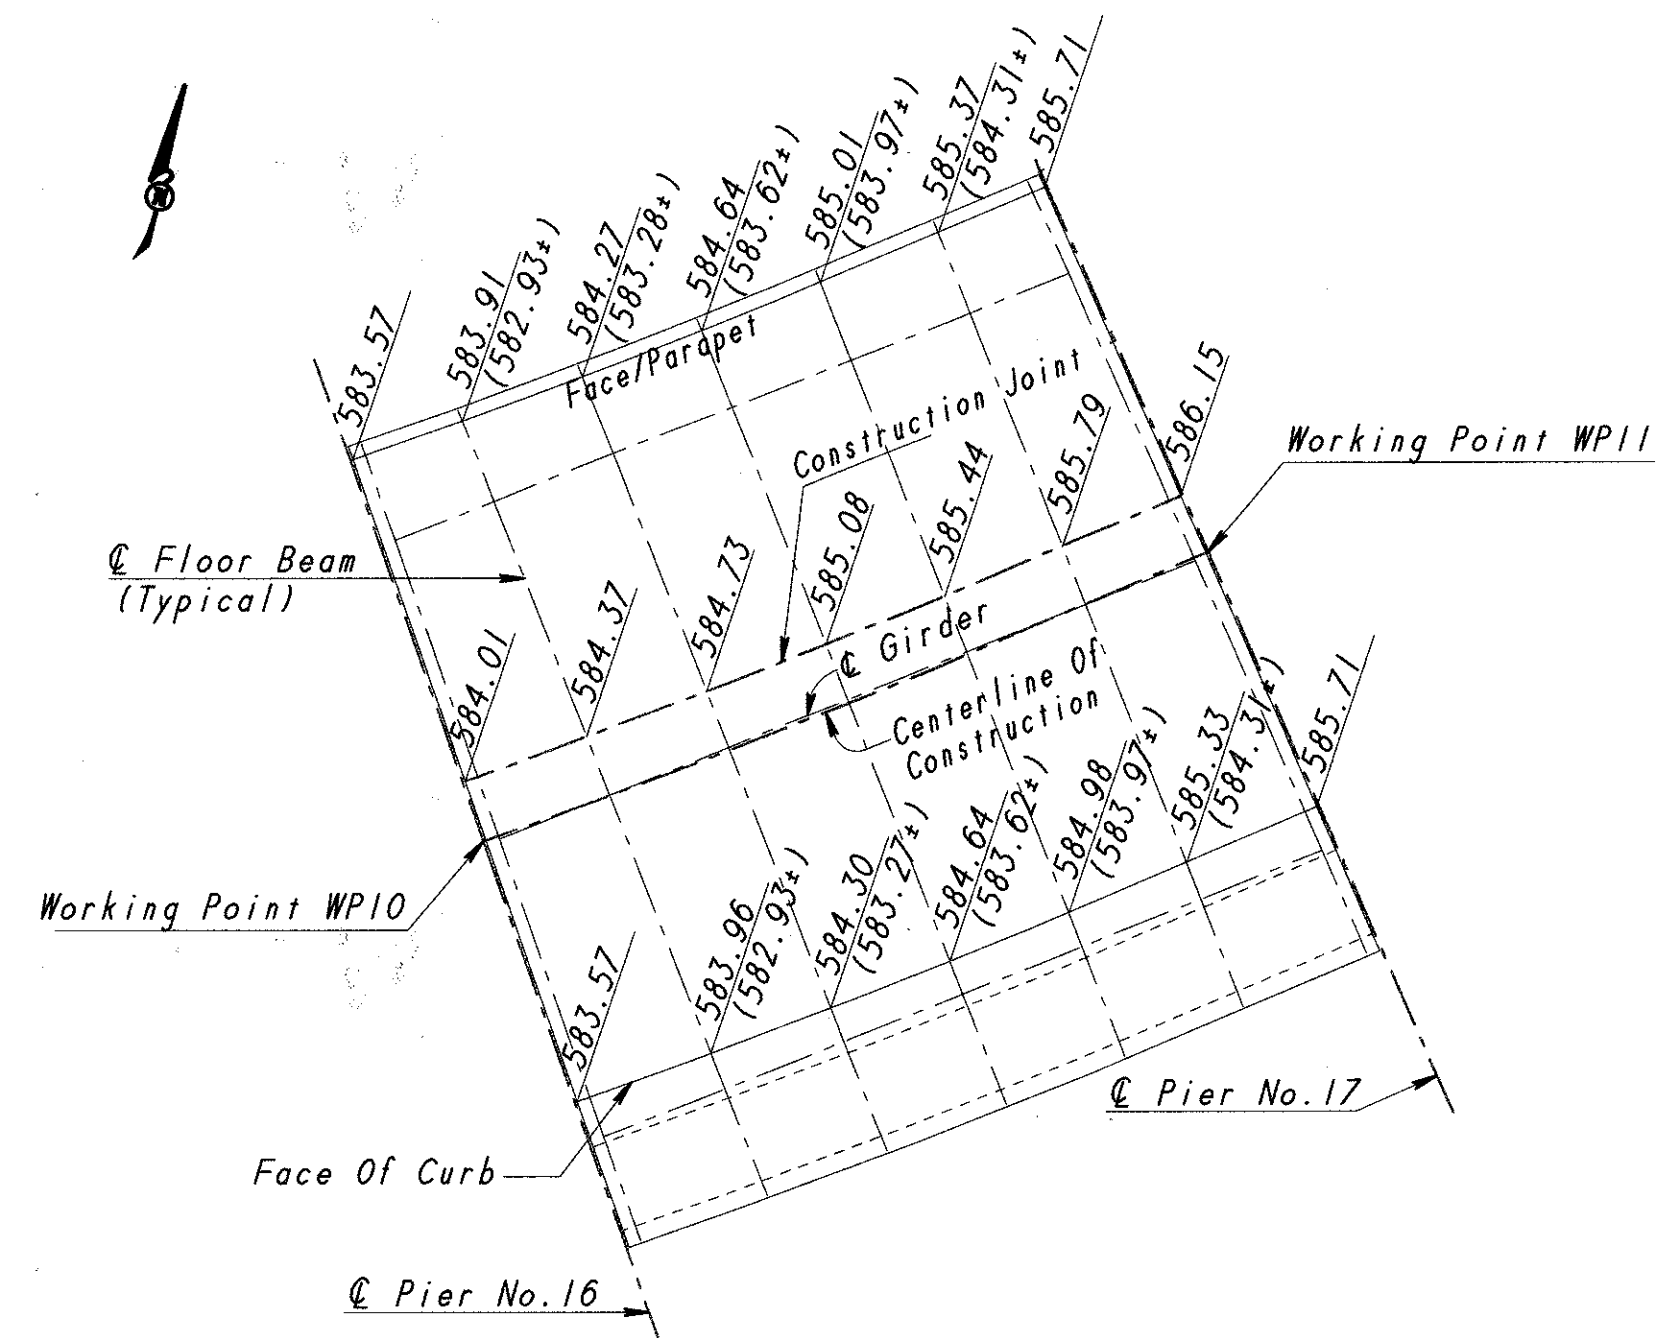 583.57
583.91
(582.93±)
584.27
(583.28±)
584.64
(583.62±)
585.01
(583.97±)
585.37
(584.31±)
585.71
Face/Parapet
Construction Joint
℄ Floor Beam
(Typical)
584.01
584.37
584.73
585.08
585.44
585.79
586.15
Working Point WP11
℄ Girder
Centerline Of
Construction
Working Point WP10
583.57
583.96
(582.93±)
584.30
(583.27±)
584.64
(583.62±)
584.98
(583.97±)
585.33
(584.31±)
585.71
Face Of Curb
℄ Pier No.17
℄ Pier No.16